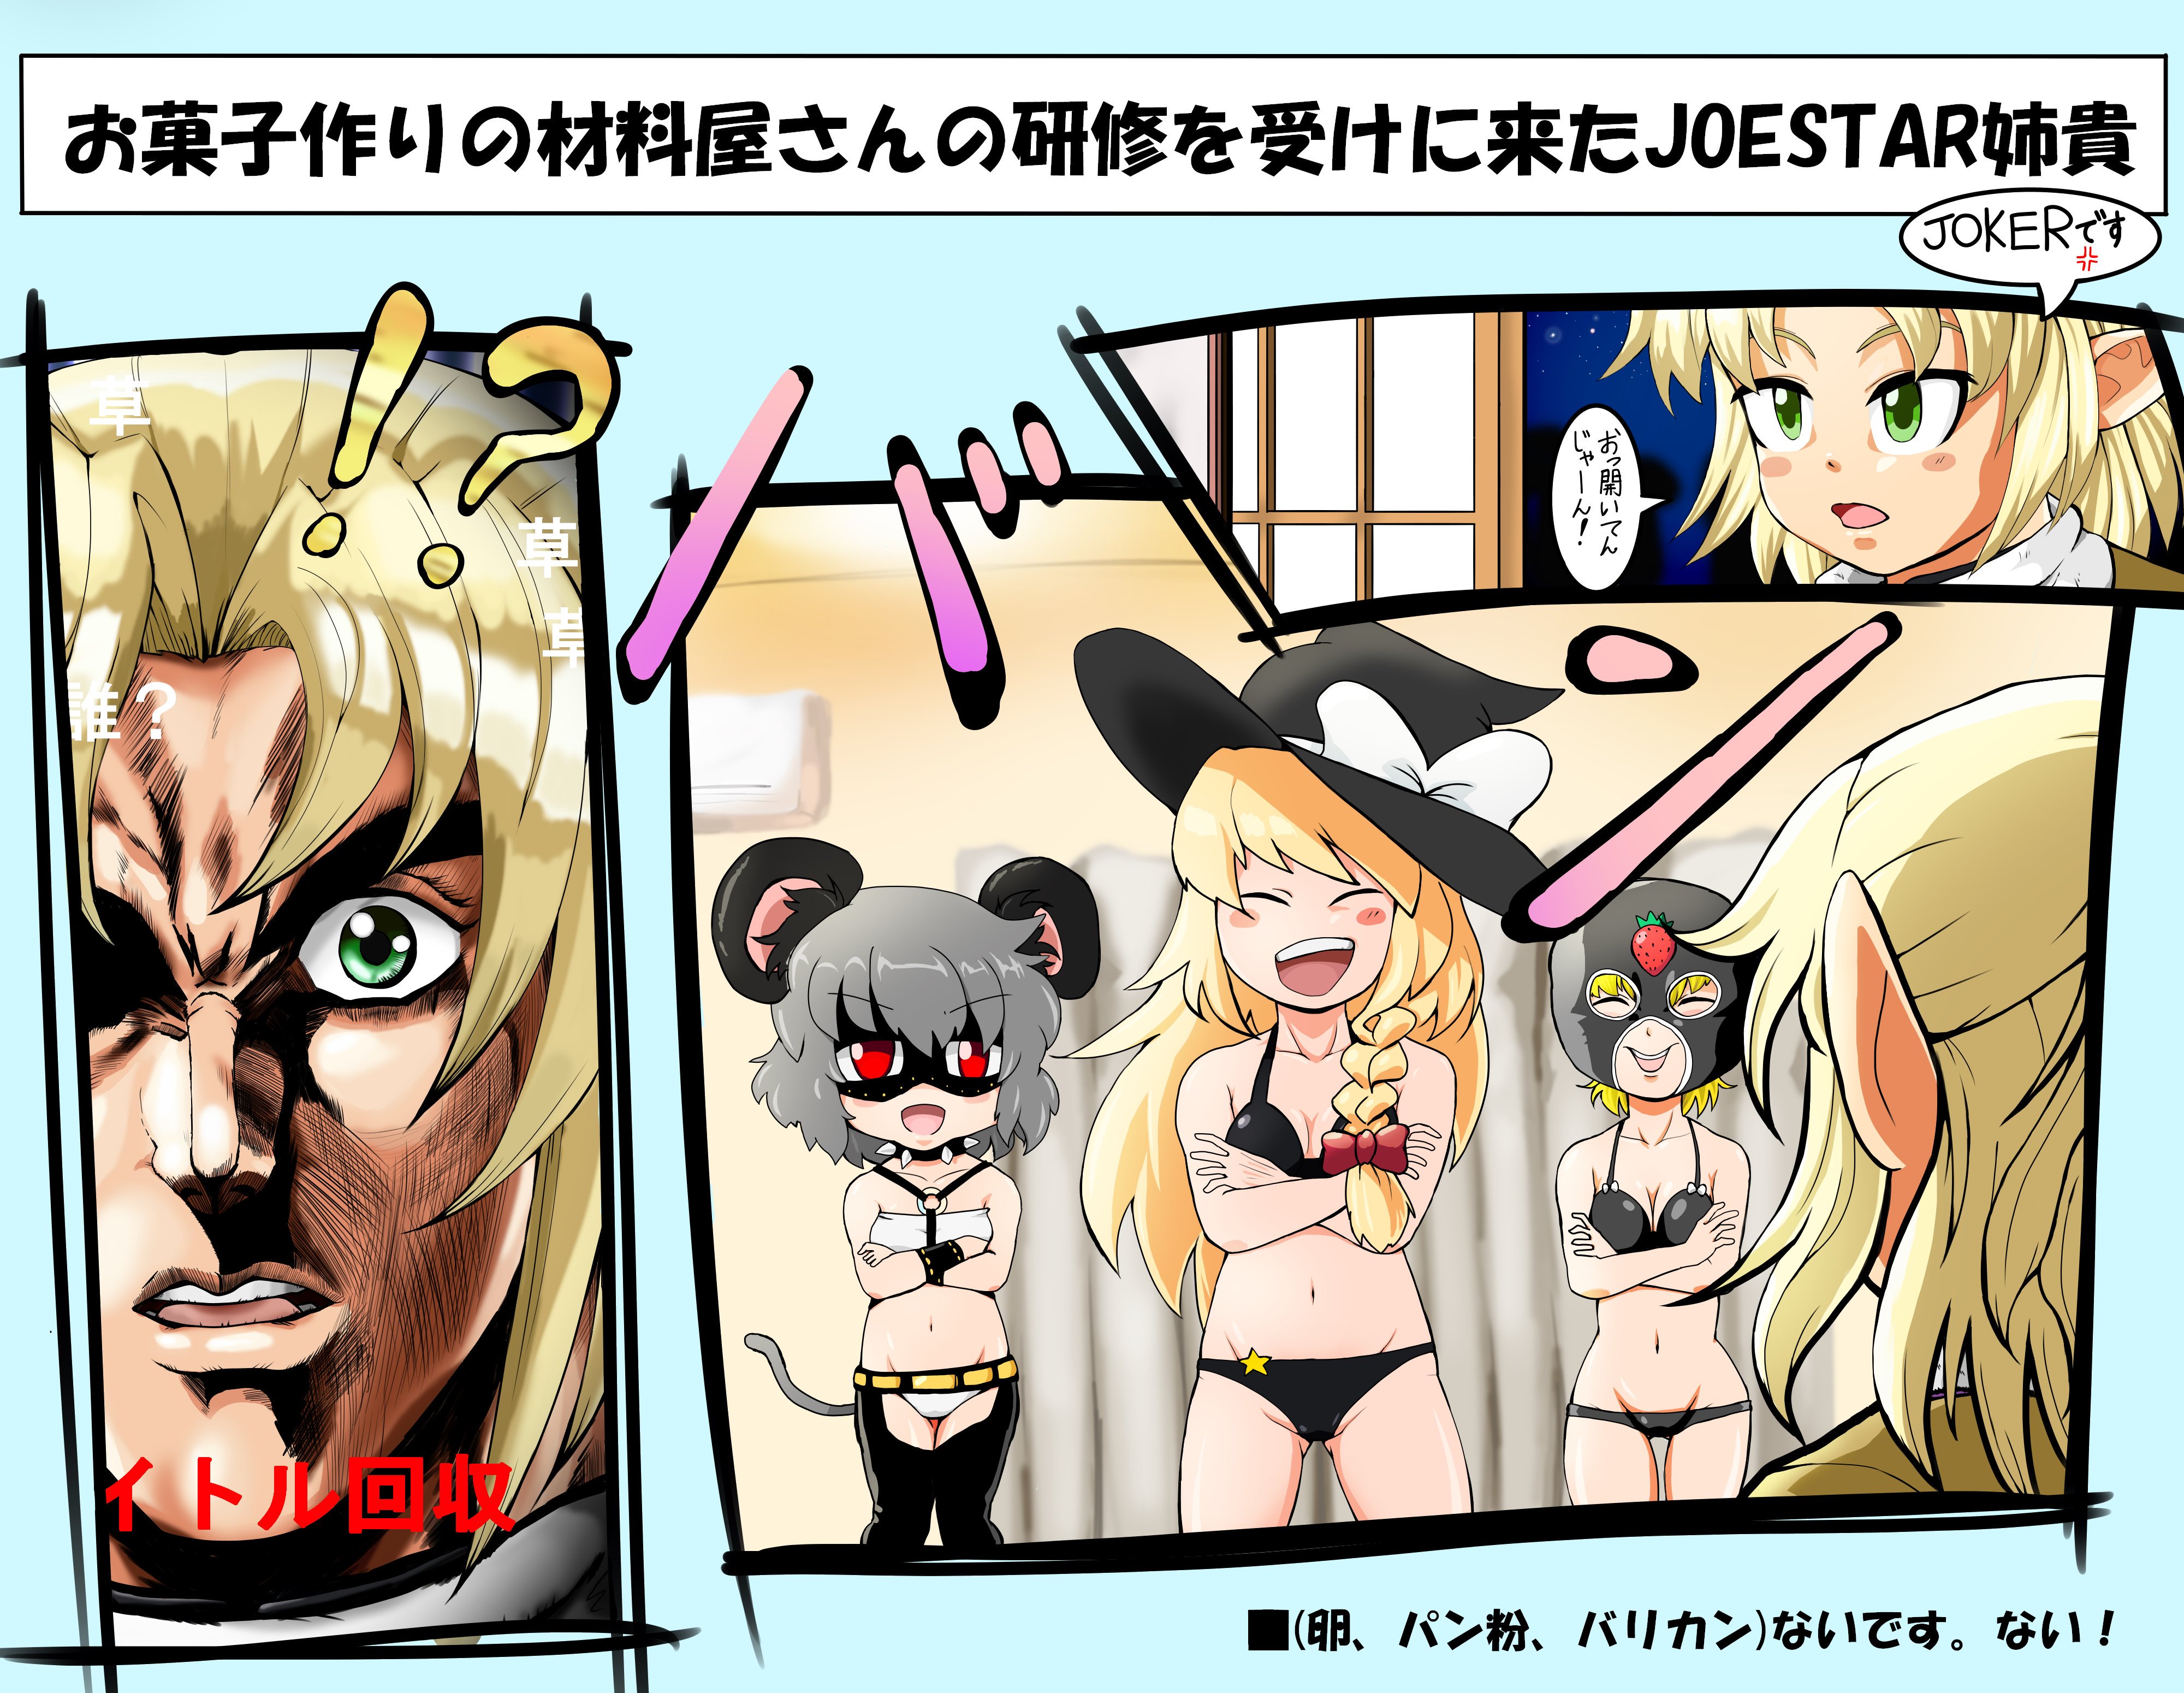 お菓子作りの材料屋さんの研修を受けに来たJOESTAR姉貴
JOKERです
おっ開いてん
じゃーん!
バァン
!?
草
草
草
誰?
イトル回収
■(卵、パン粉、バリカン)ないです。ない!